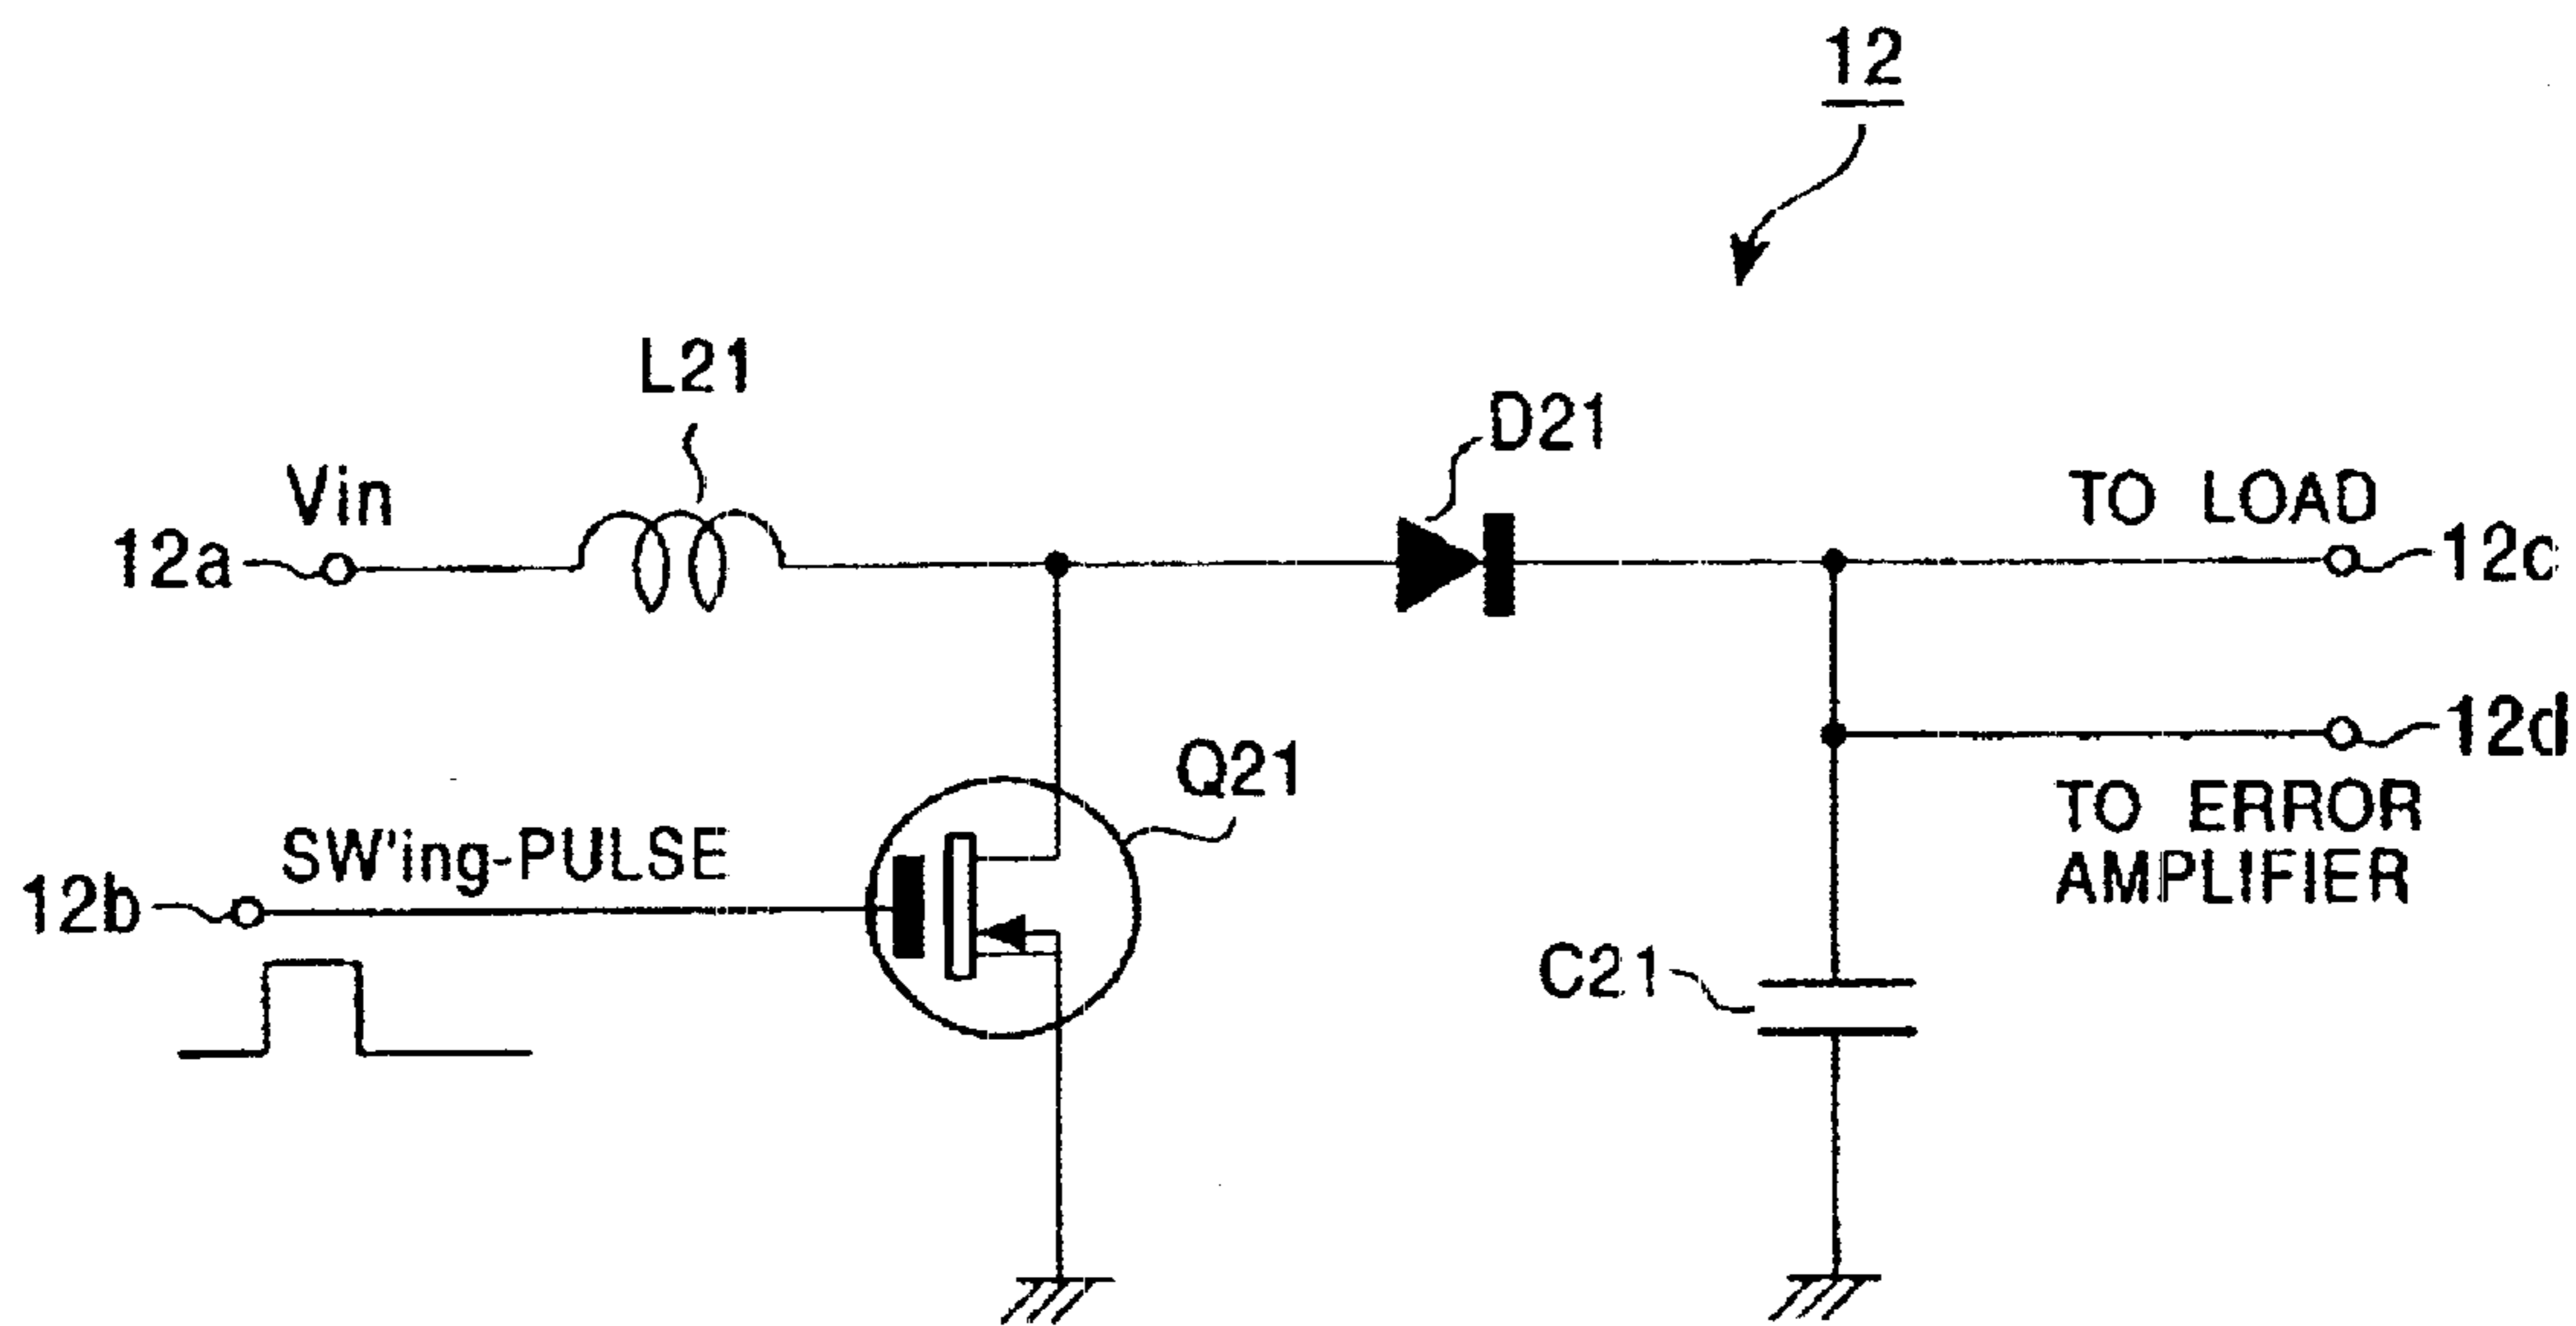 12
L21
D21
Vin
TO LOAD
12a
12c
12d
Q21
TO ERROR
AMPLIFIER
SW'ing-PULSE
12b
C21